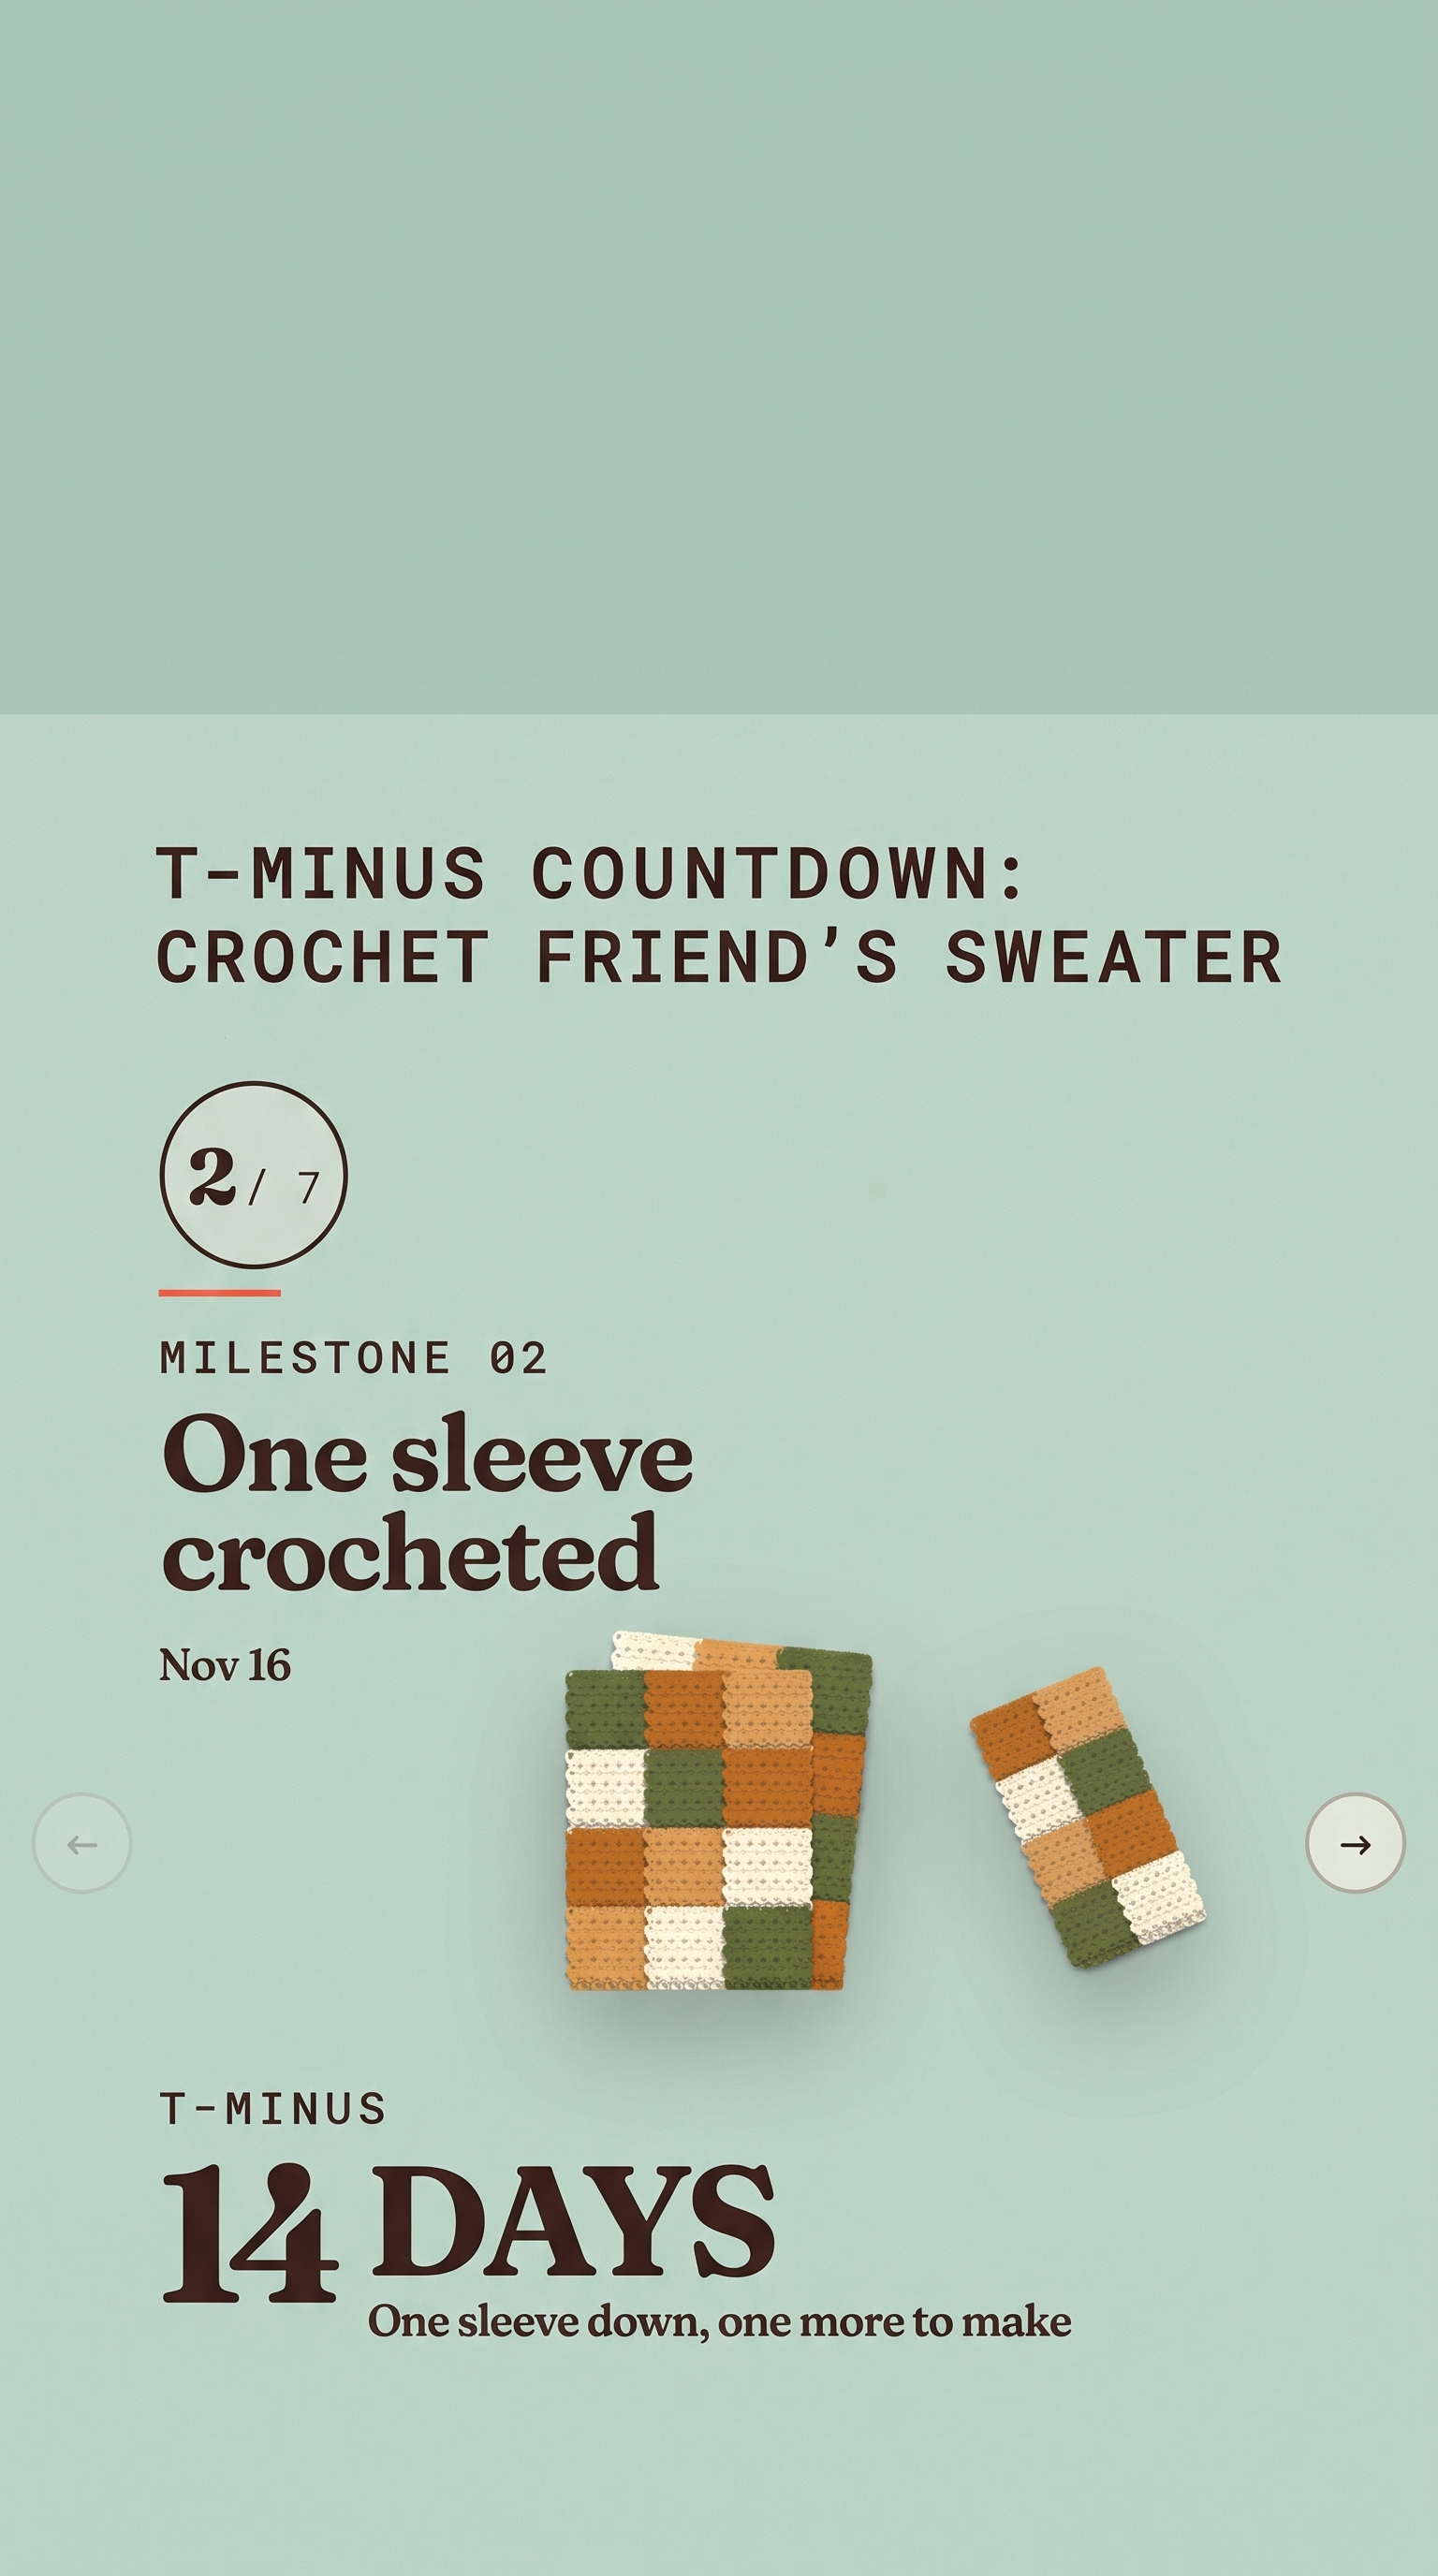 T-MINUS COUNTDOWN:
CROCHET FRIEND’S SWEATER
2 / 7
MILESTONE 02
One sleeve
crocheted
Nov 16
←
→
T-MINUS
14 DAYS
One sleeve down, one more to make